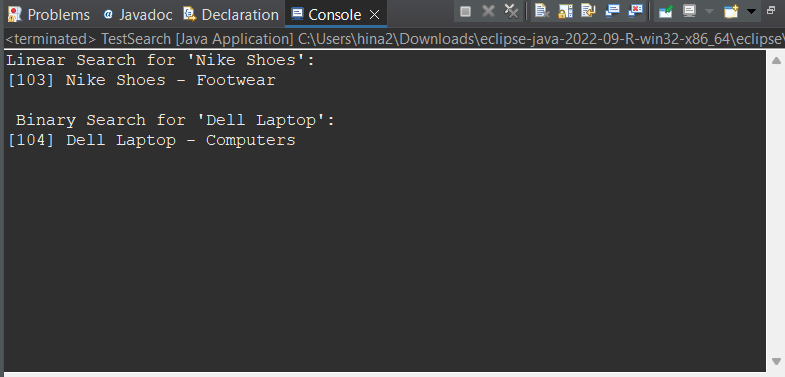 Problems @ Javadoc Declaration Console
<terminated> TestSearch [Java Application] C:\Users\hina2\Downloads\eclipse-java-2022-09-R-win32-x86_64\eclipse\
Linear Search for 'Nike Shoes':
[103] Nike Shoes - Footwear
Binary Search for 'Dell Laptop':
[104] Dell Laptop - Computers